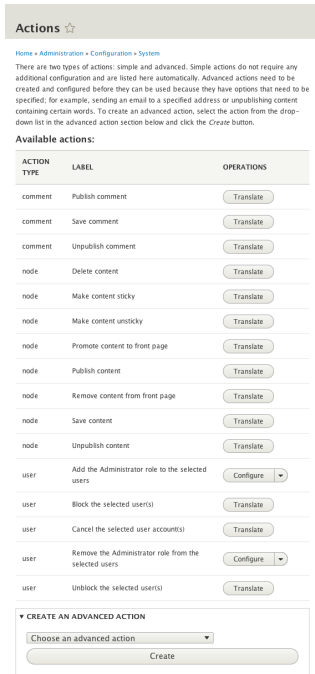 Actions ☆
Home » Administration » Configuration » System
There are two types of actions: simple and advanced. Simple actions do not require any
additional configuration and are listed here automatically. Advanced actions need to be
created and configured before they can be used because they have options that need to be
specified; for example, sending an email to a specified address or unpublishing content
containing certain words. To create an advanced action, select the action from the drop-
down list in the advanced action section below and click the Create button.
Available actions:
ACTION TYPE LABEL OPERATIONS
comment Publish comment Translate
comment Save comment Translate
comment Unpublish comment Translate
node Delete content Translate
node Make content sticky Translate
node Make content unsticky Translate
node Promote content to front page Translate
node Publish content Translate
node Remove content from front page Translate
node Save content Translate
node Unpublish content Translate
user Add the Administrator role to the selected users Configure
user Block the selected user(s) Translate
user Cancel the selected user account(s) Translate
user Remove the Administrator role from the selected users Configure
user Unblock the selected user(s) Translate
▼ CREATE AN ADVANCED ACTION
Choose an advanced action
Create